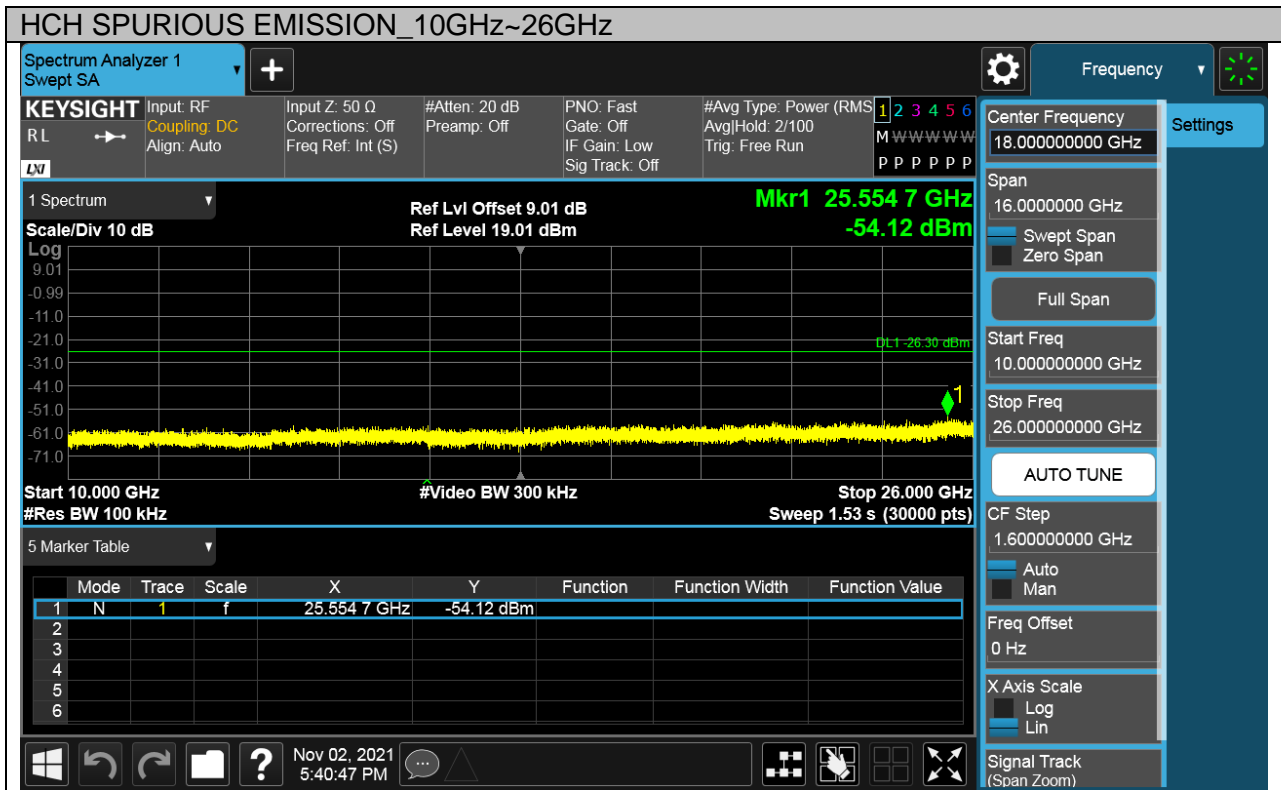 HCH SPURIOUS EMISSION_10GHz~26GHz
Spectrum Analyzer 1
Swept SA
Frequency
KEYSIGHT
RL
LXI
Input: RF
Coupling: DC
Align: Auto
Input Z: 50 Ω
Corrections: Off
Freq Ref: Int (S)
#Atten: 20 dB
Preamp: Off
PNO: Fast
Gate: Off
IF Gain: Low
Sig Track: Off
#Avg Type: Power (RMS
Avg|Hold: 2/100
Trig: Free Run
1 2 3 4 5 6
M W W W W W
P P P P P P
1 Spectrum
Scale/Div 10 dB
Ref Lvl Offset 9.01 dB
Ref Level 19.01 dBm
Mkr1 25.554 7 GHz
-54.12 dBm
Log
9.01
-0.99
-11.0
-21.0
-31.0
-41.0
-51.0
-61.0
-71.0
DL1 -26.30 dBm
1
Start 10.000 GHz
#Video BW 300 kHz
Stop 26.000 GHz
#Res BW 100 kHz
Sweep 1.53 s (30000 pts)
5 Marker Table
Mode Trace Scale X Y Function Function Width Function Value
1 N 1 f 25.554 7 GHz -54.12 dBm
2
3
4
5
6
Nov 02, 2021
5:40:47 PM
Center Frequency
18.000000000 GHz
Settings
Span
16.0000000 GHz
Swept Span
Zero Span
Full Span
Start Freq
10.000000000 GHz
Stop Freq
26.000000000 GHz
AUTO TUNE
CF Step
1.600000000 GHz
Auto
Man
Freq Offset
0 Hz
X Axis Scale
Log
Lin
Signal Track
(Span Zoom)